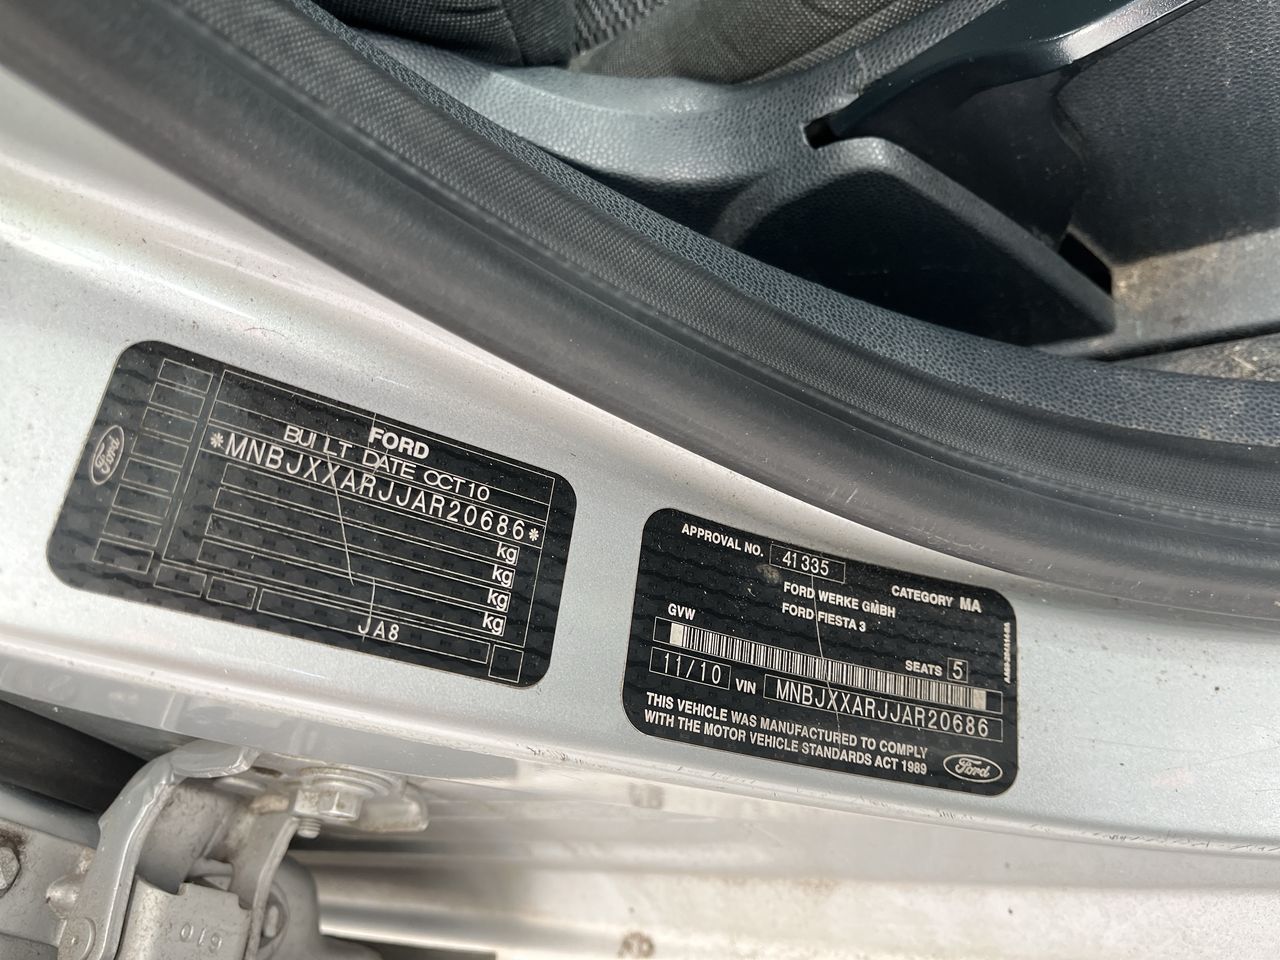 Ford
FORD
BUILT DATE OCT10
*MNBJXXARJJAR20686*
kg
kg
kg
kg
JA8
APPROVAL NO. 41335
CATEGORY MA
FORD WERKE GMBH
FORD FIESTA 3
GVW
SEATS 5
11/10 VIN MNBJXXARJJAR20686
THIS VEHICLE WAS MANUFACTURED TO COMPLY
WITH THE MOTOR VEHICLE STANDARDS ACT 1989
Ford